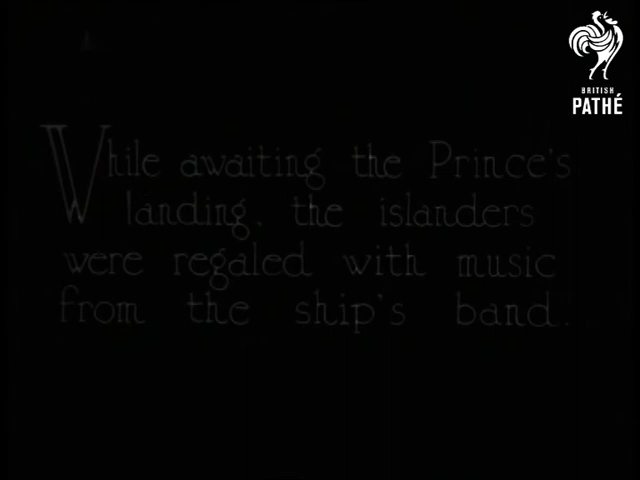 BRITISH
PATHÉ
While awaiting the Prince's
landing, the islanders
were regaled with music
from the ship's band.